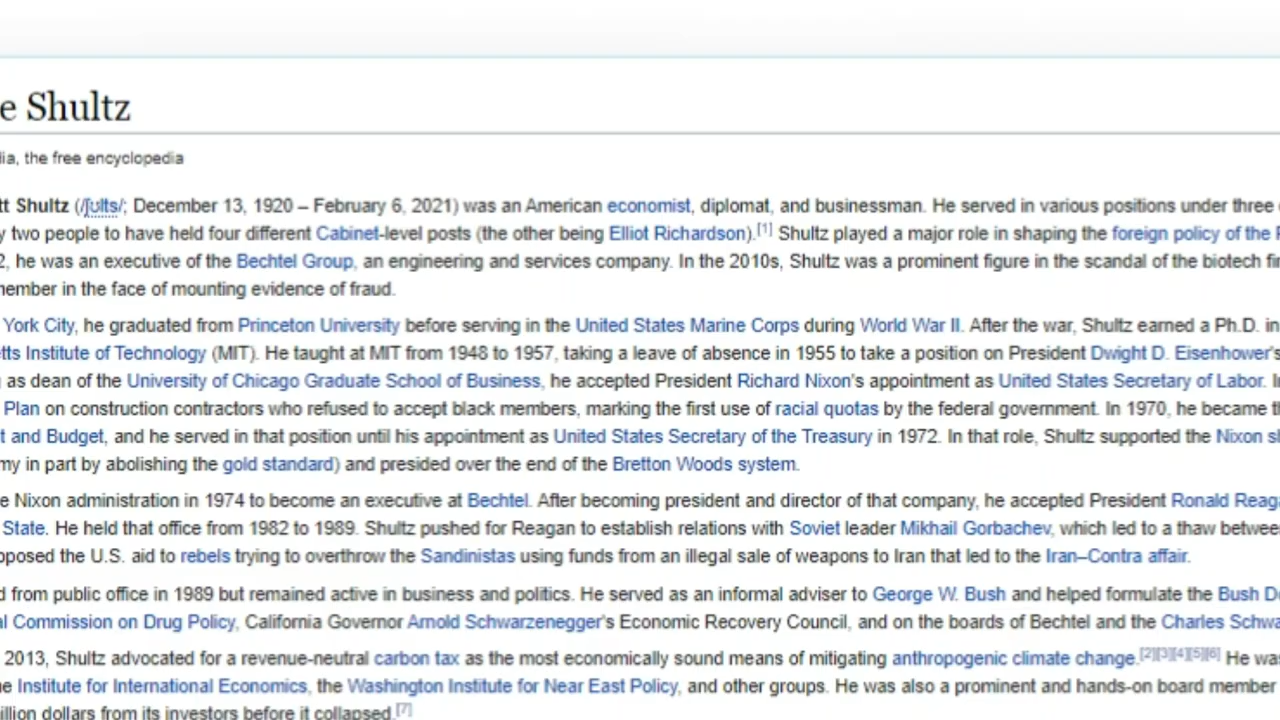 e Shultz
dia, the free encyclopedia
tt Shultz (/ʃʊlts/; December 13, 1920 – February 6, 2021) was an American economist, diplomat, and businessman. He served in various positions under three
y two people to have held four different Cabinet-level posts (the other being Elliot Richardson).[1] Shultz played a major role in shaping the foreign policy of the
2, he was an executive of the Bechtel Group, an engineering and services company. In the 2010s, Shultz was a prominent figure in the scandal of the biotech fi
member in the face of mounting evidence of fraud.
York City, he graduated from Princeton University before serving in the United States Marine Corps during World War II. After the war, Shultz earned a Ph.D. in
tts Institute of Technology (MIT). He taught at MIT from 1948 to 1957, taking a leave of absence in 1955 to take a position on President Dwight D. Eisenhower's
as dean of the University of Chicago Graduate School of Business, he accepted President Richard Nixon's appointment as United States Secretary of Labor. I
Plan on construction contractors who refused to accept black members, marking the first use of racial quotas by the federal government. In 1970, he became t
t and Budget, and he served in that position until his appointment as United States Secretary of the Treasury in 1972. In that role, Shultz supported the Nixon s
my in part by abolishing the gold standard) and presided over the end of the Bretton Woods system.
e Nixon administration in 1974 to become an executive at Bechtel. After becoming president and director of that company, he accepted President Ronald Reag
State. He held that office from 1982 to 1989. Shultz pushed for Reagan to establish relations with Soviet leader Mikhail Gorbachev, which led to a thaw betwee
pposed the U.S. aid to rebels trying to overthrow the Sandinistas using funds from an illegal sale of weapons to Iran that led to the Iran–Contra affair.
d from public office in 1989 but remained active in business and politics. He served as an informal adviser to George W. Bush and helped formulate the Bush D
al Commission on Drug Policy, California Governor Arnold Schwarzenegger's Economic Recovery Council, and on the boards of Bechtel and the Charles Schwa
2013, Shultz advocated for a revenue-neutral carbon tax as the most economically sound means of mitigating anthropogenic climate change.[2][3][4][5][6] He was
he Institute for International Economics, the Washington Institute for Near East Policy, and other groups. He was also a prominent and hands-on board member
illion dollars from its investors before it collapsed.[7]